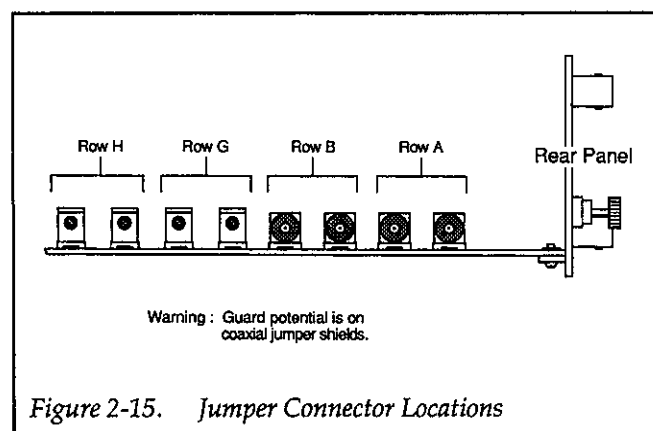 Row H Row G Row B Row A
Rear Panel
Warning : Guard potential is on
coaxial jumper shields.
Figure 2-15. Jumper Connector Locations